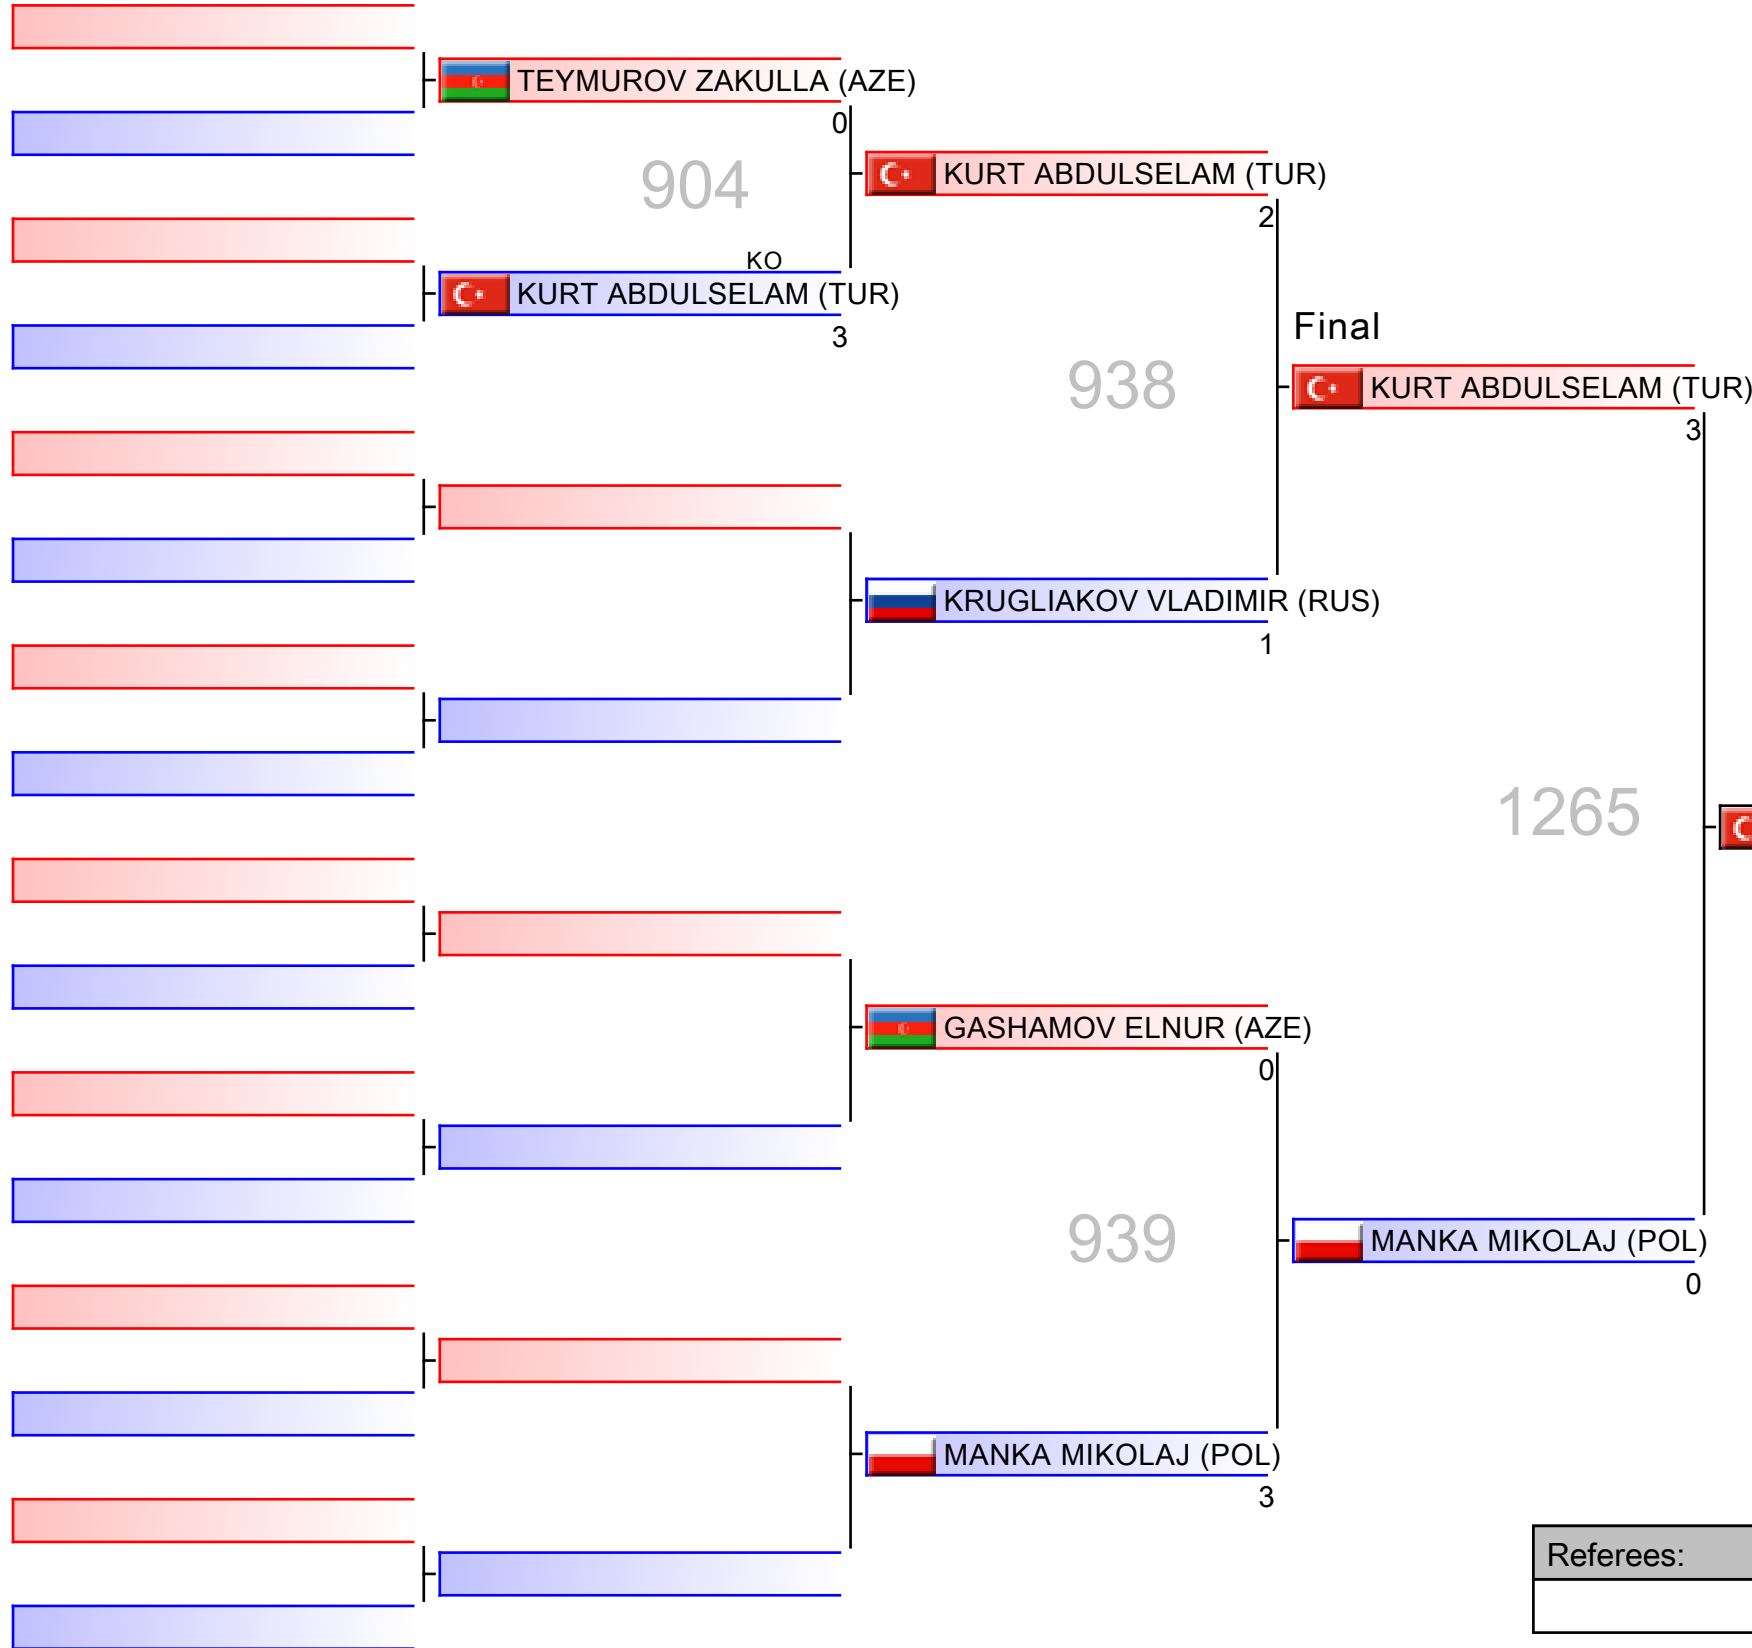 TEYMUROV ZAKULLA (AZE)
0
904
KO
KURT ABDULSELAM (TUR)
3
KURT ABDULSELAM (TUR)
2
938
KRUGLIAKOV VLADIMIR (RUS)
1
GASHAMOV ELNUR (AZE)
0
939
MANKA MIKOLAJ (POL)
3
Final
KURT ABDULSELAM (TUR)
3
1265
MANKA MIKOLAJ (POL)
0
Referees: